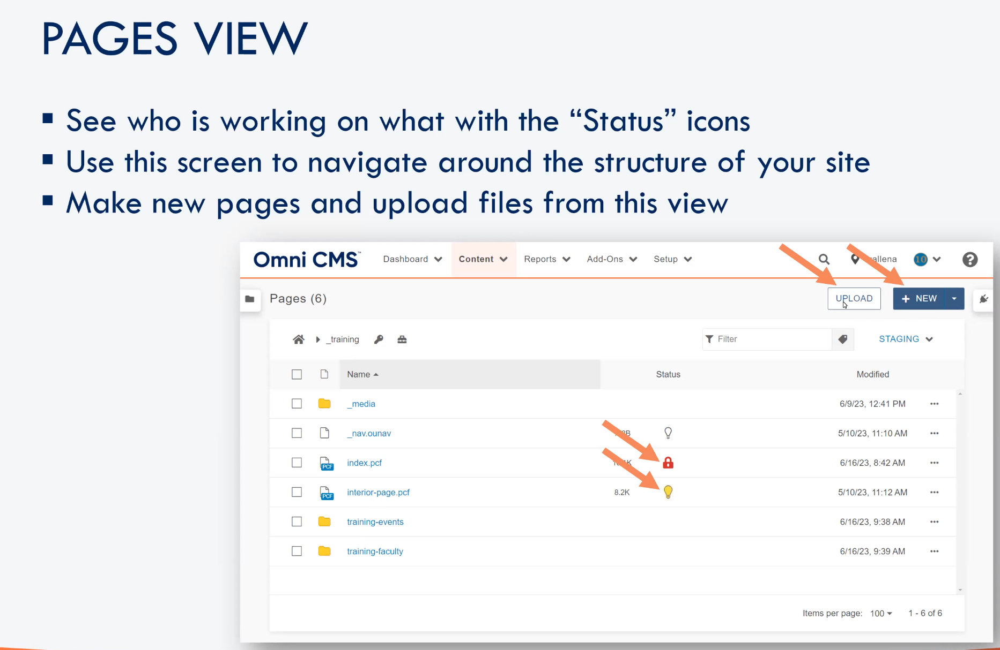 PAGES VIEW
▪ See who is working on what with the “Status” icons
▪ Use this screen to navigate around the structure of your site
▪ Make new pages and upload files from this view
Omni CMS™ Dashboard Content Reports Add-Ons Setup 10
Pages (6) UPLOAD + NEW
_training Filter STAGING
Name Status Modified
_media 6/9/23, 12:41 PM
_nav.ounav 5/10/23, 11:10 AM
PCF index.pcf 6/16/23, 8:42 AM
PCF interior-page.pcf 8.2K 5/10/23, 11:12 AM
training-events 6/16/23, 9:38 AM
training-faculty 6/16/23, 9:39 AM
Items per page: 100 1 - 6 of 6